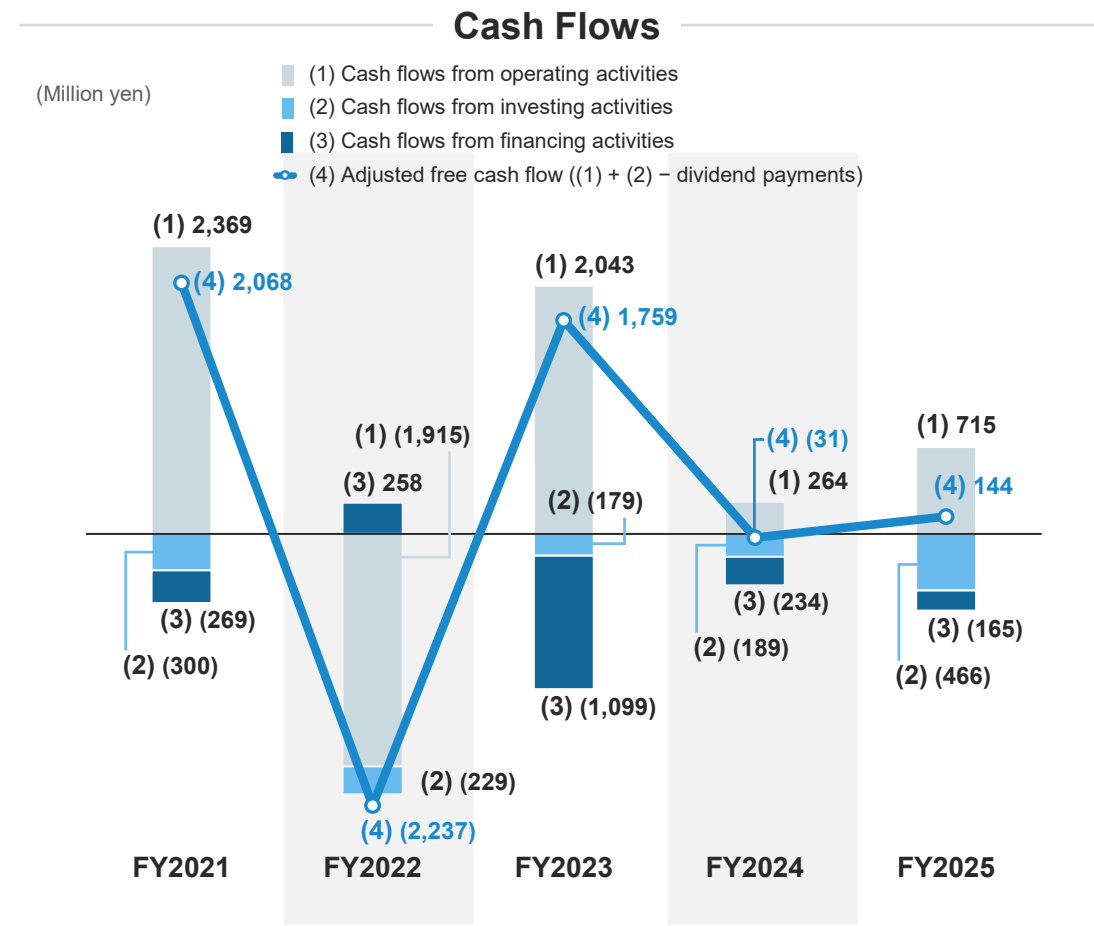 Cash Flows
(Million yen)
(1) Cash flows from operating activities
(2) Cash flows from investing activities
(3) Cash flows from financing activities
(4) Adjusted free cash flow ((1) + (2) − dividend payments)
(1) 2,369
(4) 2,068
(3) (269)
(2) (300)
(1) (1,915)
(3) 258
(2) (229)
(4) (2,237)
(1) 2,043
(4) 1,759
(2) (179)
(3) (1,099)
(4) (31)
(1) 264
(3) (234)
(2) (189)
(1) 715
(4) 144
(3) (165)
(2) (466)
FY2021
FY2022
FY2023
FY2024
FY2025